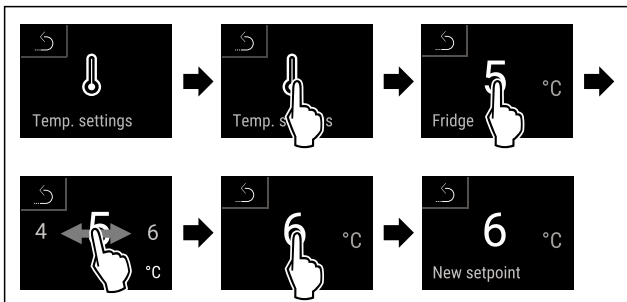 Temp. settings
Temp. s s
5 °C
Fridge
4 5 6
°C
6 °C
6 °C
New setpoint